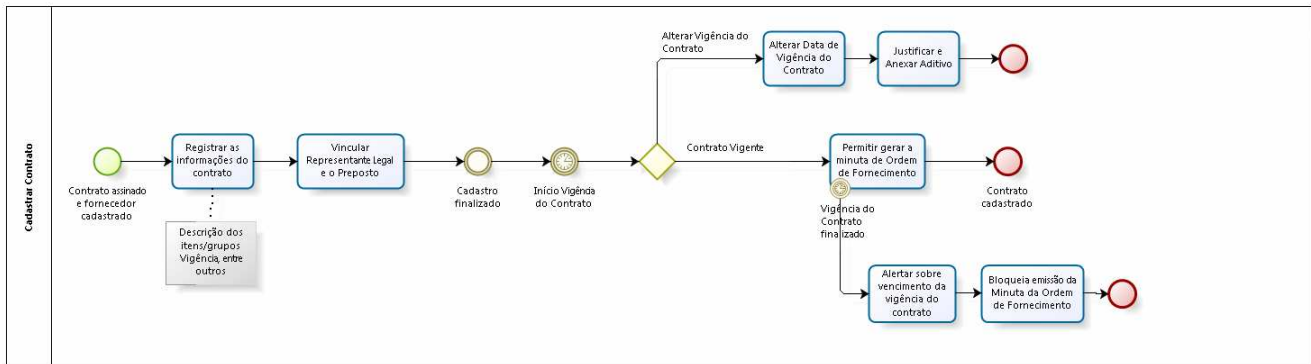 Cadastrar Contrato
Contrato assinado
e fornecedor
cadastrado
Registrar as
informações do
contrato
Descrição dos
itens/grupos
Vigência, entre
outros
Vincular
Representante Legal
e o Preposto
Cadastro
finalizado
Início Vigência
do Contrato
Alterar Vigência do
Contrato
Alterar Data de
Vigência do
Contrato
Justificar e
Anexar Aditivo
Contrato Vigente
Permitir gerar a
minuta de Ordem
de Fornecimento
Contrato
cadastrado
Vigência do
Contrato
finalizado
Alertar sobre
vencimento da
vigência do
contrato
Bloqueia emissão da
Minuta da Ordem
de Fornecimento